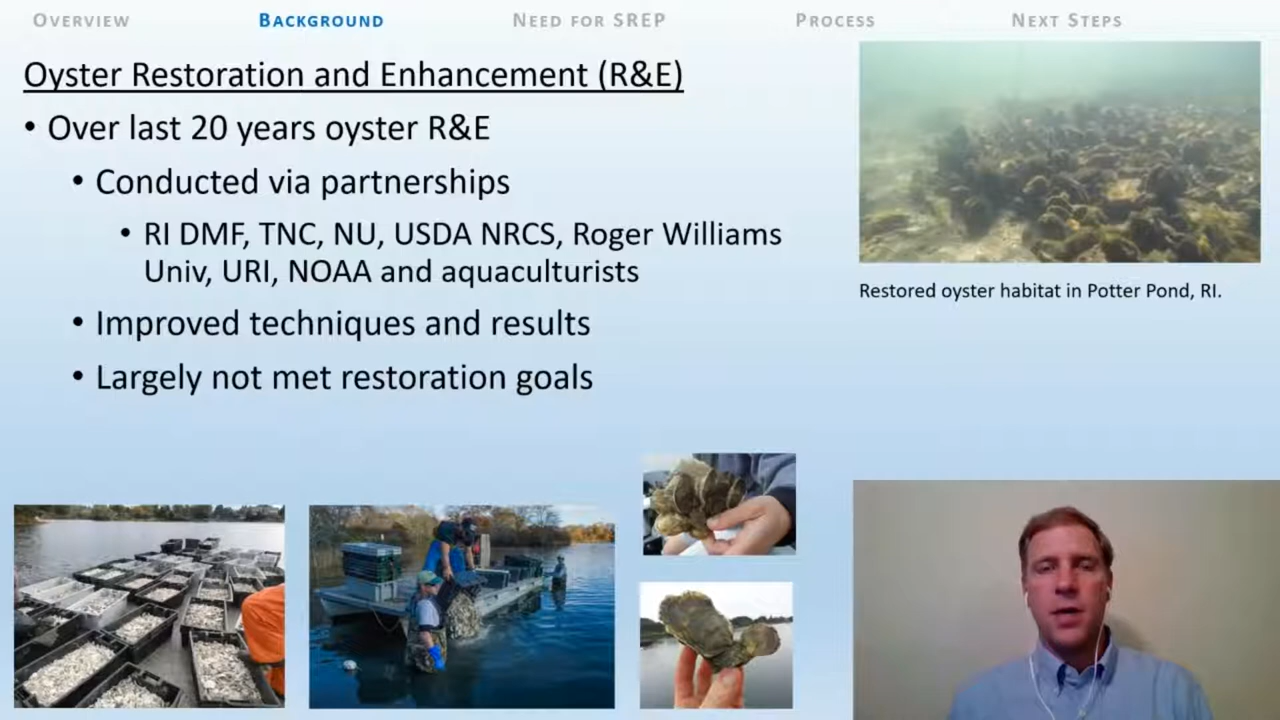 OVERVIEW BACKGROUND NEED FOR SREP PROCESS NEXT STEPS
Oyster Restoration and Enhancement (R&E)
• Over last 20 years oyster R&E
• Conducted via partnerships
• RI DMF, TNC, NU, USDA NRCS, Roger Williams
Univ, URI, NOAA and aquaculturists
• Improved techniques and results
• Largely not met restoration goals
Restored oyster habitat in Potter Pond, RI.